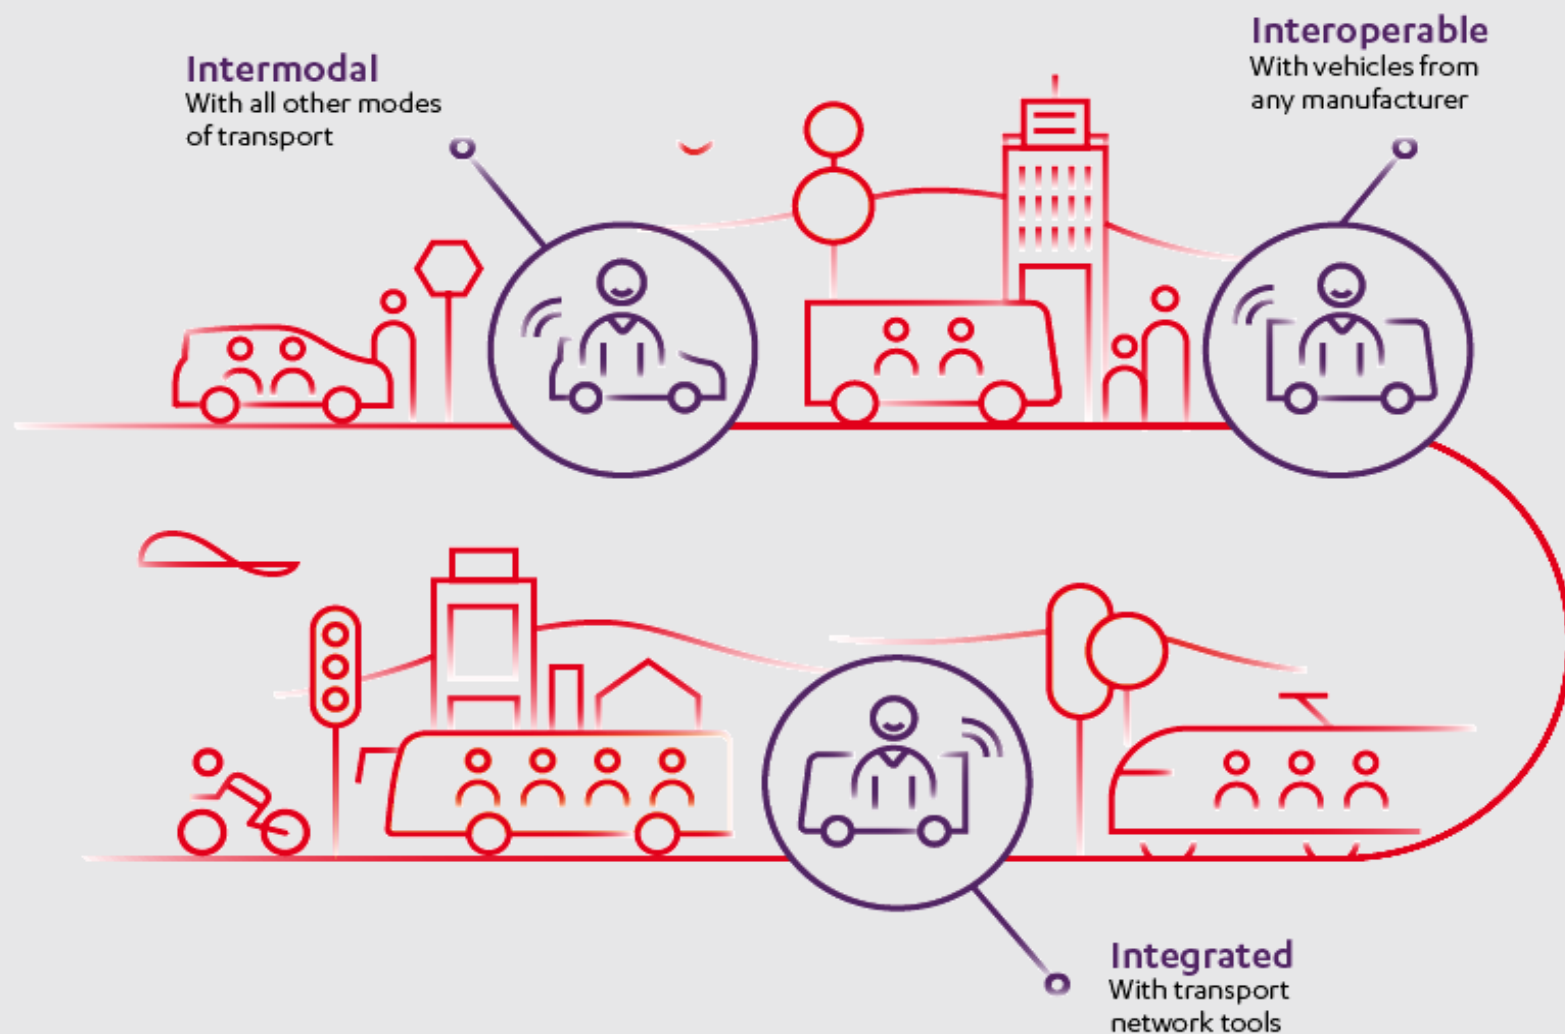 Intermodal
With all other modes
of transport
Interoperable
With vehicles from
any manufacturer
Integrated
With transport
network tools